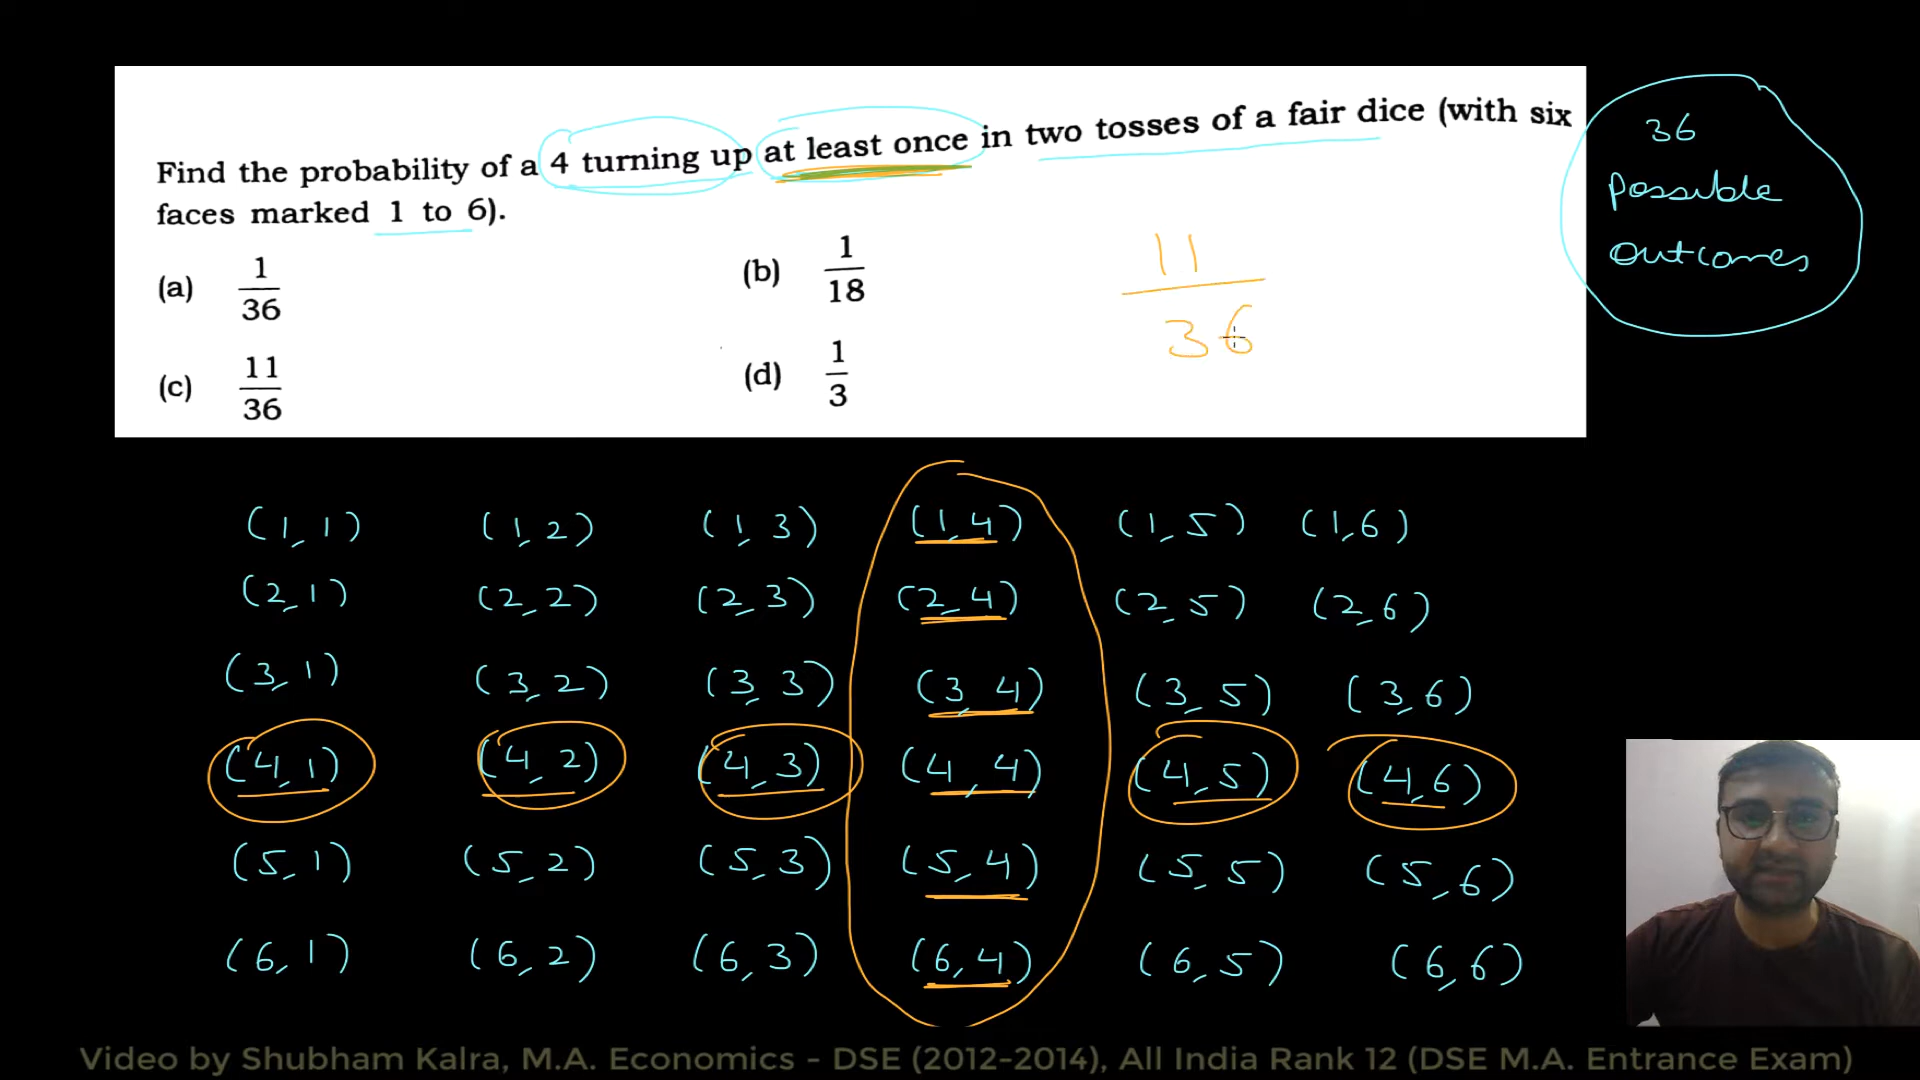 Find the probability of a 4 turning up at least once in two tosses of a fair dice (with six
faces marked 1 to 6).
(a) 1/36
(b) 1/18
(c) 11/36
(d) 1/3
11/36
36
possible
outcomes
(1,1) (1,2) (1,3) (1,4) (1,5) (1,6)
(2,1) (2,2) (2,3) (2,4) (2,5) (2,6)
(3,1) (3,2) (3,3) (3,4) (3,5) (3,6)
(4,1) (4,2) (4,3) (4,4) (4,5) (4,6)
(5,1) (5,2) (5,3) (5,4) (5,5) (5,6)
(6,1) (6,2) (6,3) (6,4) (6,5) (6,6)
Video by Shubham Kalra, M.A. Economics - DSE (2012-2014), All India Rank 12 (DSE M.A. Entrance Exam)